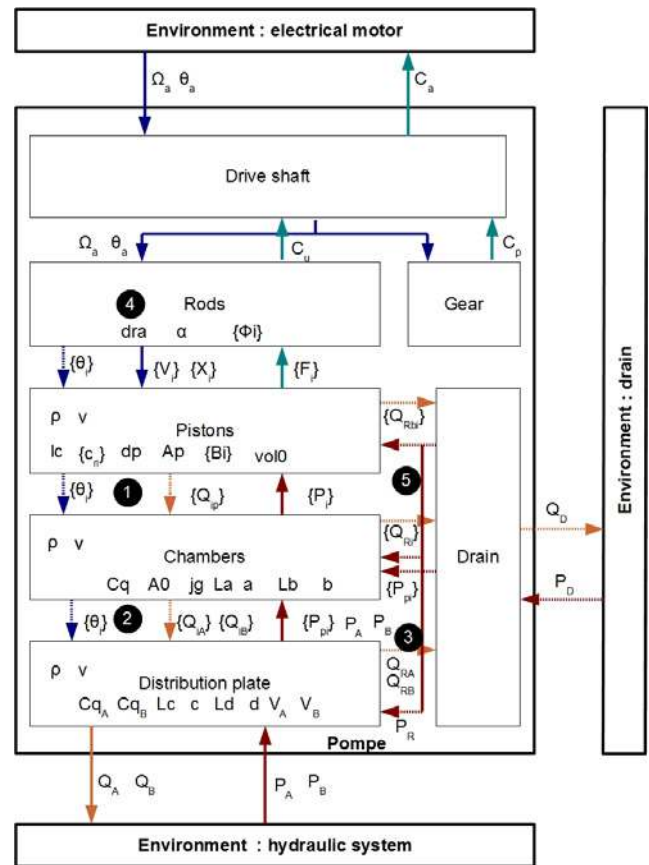 Environment : electrical motor
Ωa θa
Ca
Drive shaft
Ωa θa
Cu
Cp
4
Rods
dra α {Φi}
Gear
{θi}
{Vi} {Xi}
{Fi}
ρ ν
Pistons
lc {cri} dp Ap {Bi} vol0
{QRbi}
1
{θi}
{Qip}
{Pi}
5
{QRi}
ρ ν
Chambers
Cq A0 jg La a Lb b
Drain
{Ppi}
QD
PD
Environment : drain
2
{θi}
{QiA} {QiB}
{Ppi} PA PB
3
ρ ν
Distribution plate
CqA CqB Lc c Ld d VA VB
QRA
QRB
PR
Pompe
QA QB
PA PB
Environment : hydraulic system